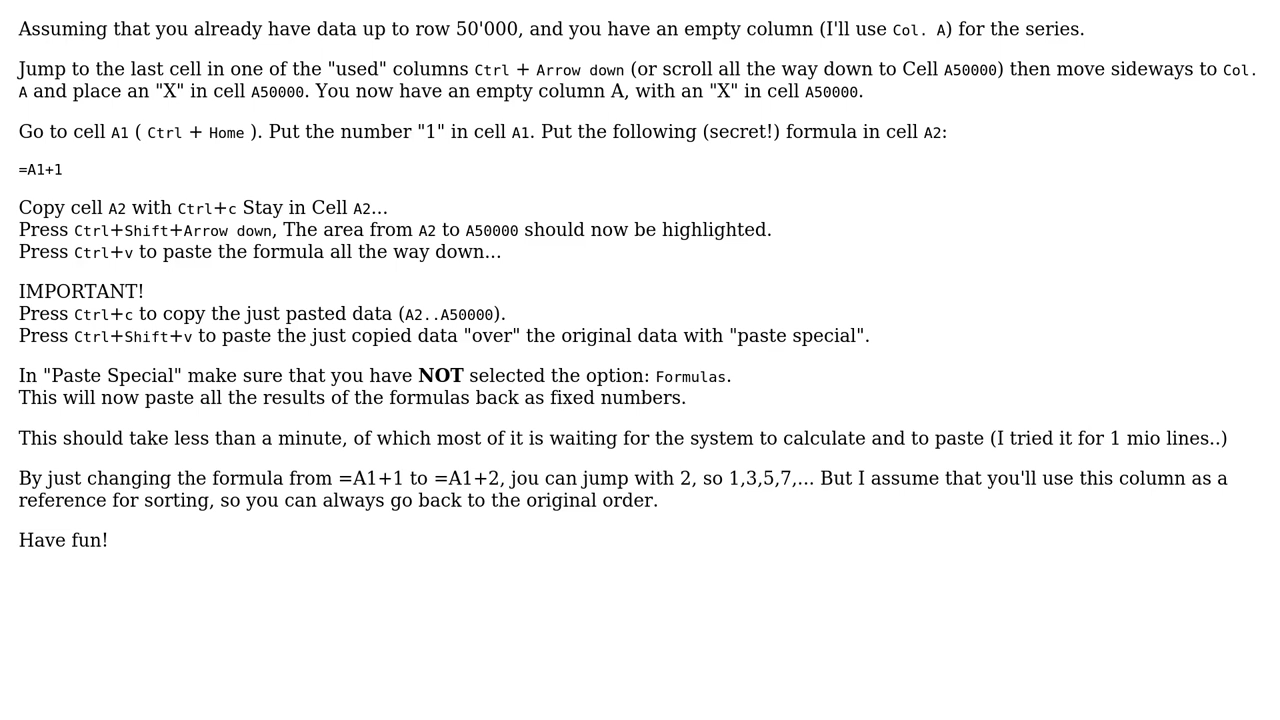 Assuming that you already have data up to row 50'000, and you have an empty column (I'll use Col. A) for the series.
Jump to the last cell in one of the "used" columns Ctrl + Arrow down (or scroll all the way down to Cell A50000) then move sideways to Col.
A and place an "X" in cell A50000. You now have an empty column A, with an "X" in cell A50000.
Go to cell A1 ( Ctrl + Home ). Put the number "1" in cell A1. Put the following (secret!) formula in cell A2:
=A1+1
Copy cell A2 with Ctrl+c Stay in Cell A2...
Press Ctrl+Shift+Arrow down, The area from A2 to A50000 should now be highlighted.
Press Ctrl+v to paste the formula all the way down...
IMPORTANT!
Press Ctrl+c to copy the just pasted data (A2..A50000).
Press Ctrl+Shift+v to paste the just copied data "over" the original data with "paste special".
In "Paste Special" make sure that you have NOT selected the option: Formulas.
This will now paste all the results of the formulas back as fixed numbers.
This should take less than a minute, of which most of it is waiting for the system to calculate and to paste (I tried it for 1 mio lines..)
By just changing the formula from =A1+1 to =A1+2, jou can jump with 2, so 1,3,5,7,... But I assume that you'll use this column as a
reference for sorting, so you can always go back to the original order.
Have fun!